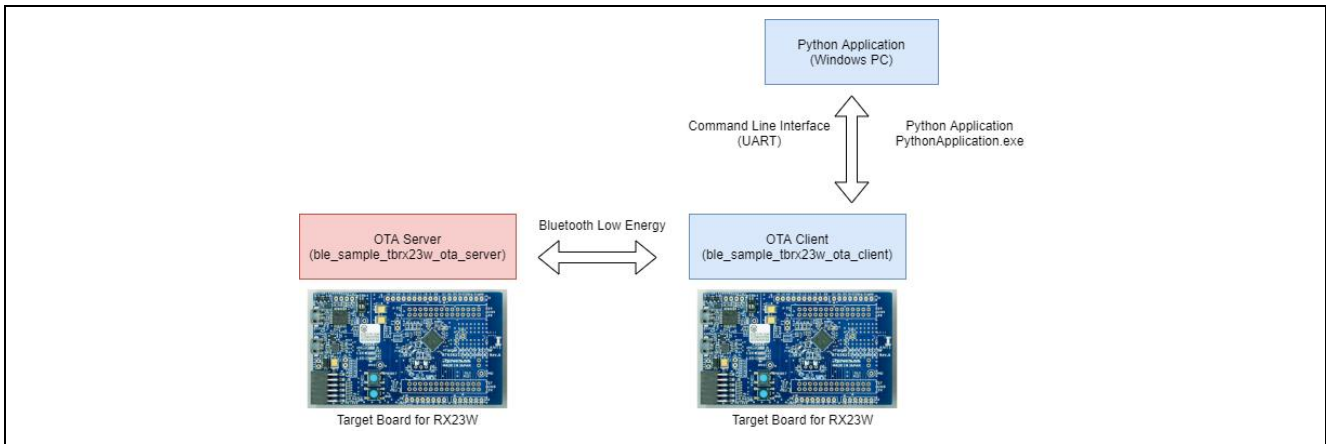 Python Application
(Windows PC)
Command Line Interface
(UART)
Python Application
PythonApplication.exe
OTA Server
(ble_sample_tbrx23w_ota_server)
Bluetooth Low Energy
OTA Client
(ble_sample_tbrx23w_ota_client)
Target Board for RX23W
Target Board for RX23W